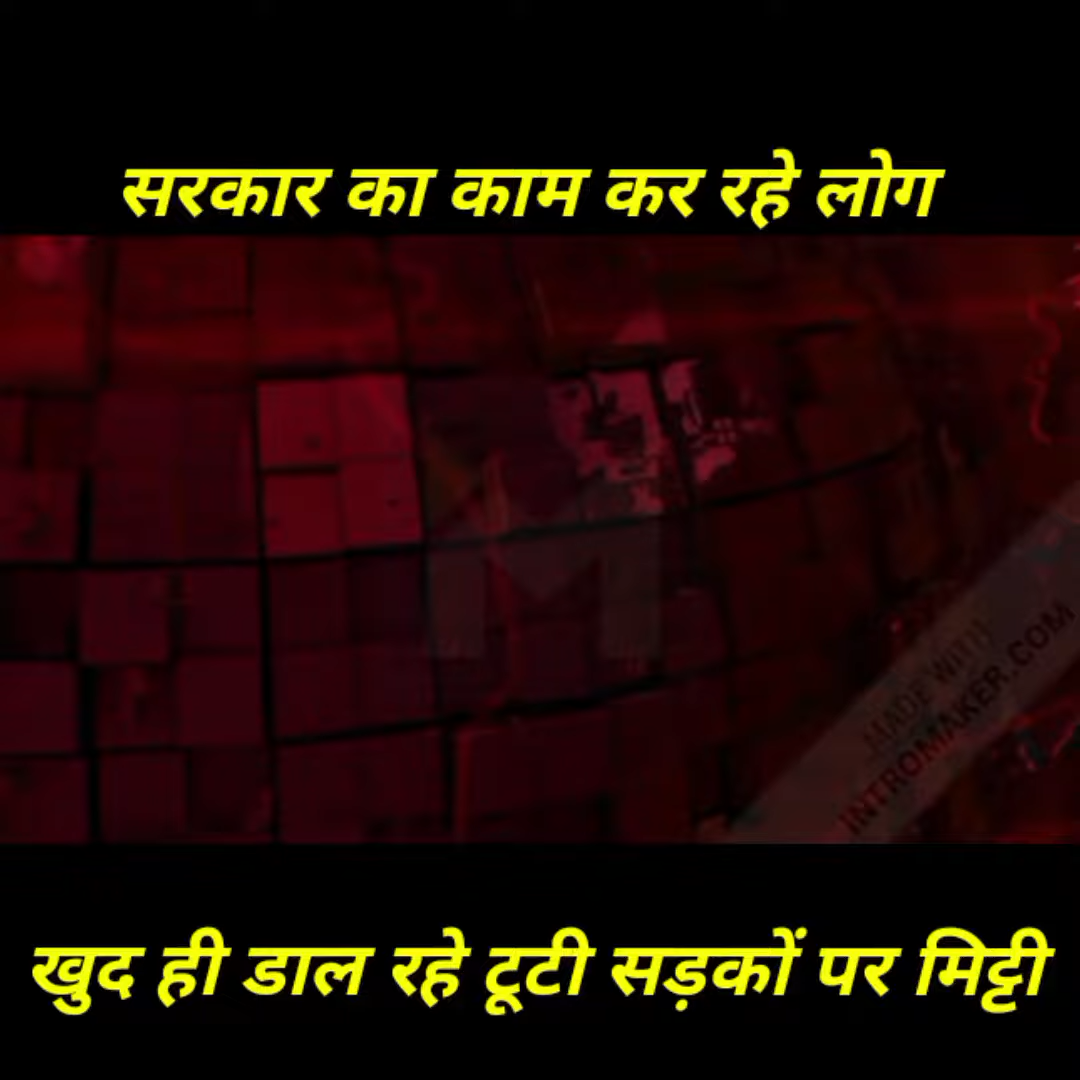 सरकार का काम कर रहे लोग
M
MADE WITH
INTROMAKER.COM
खुद ही डाल रहे टूटी सड़कों पर मिट्टी